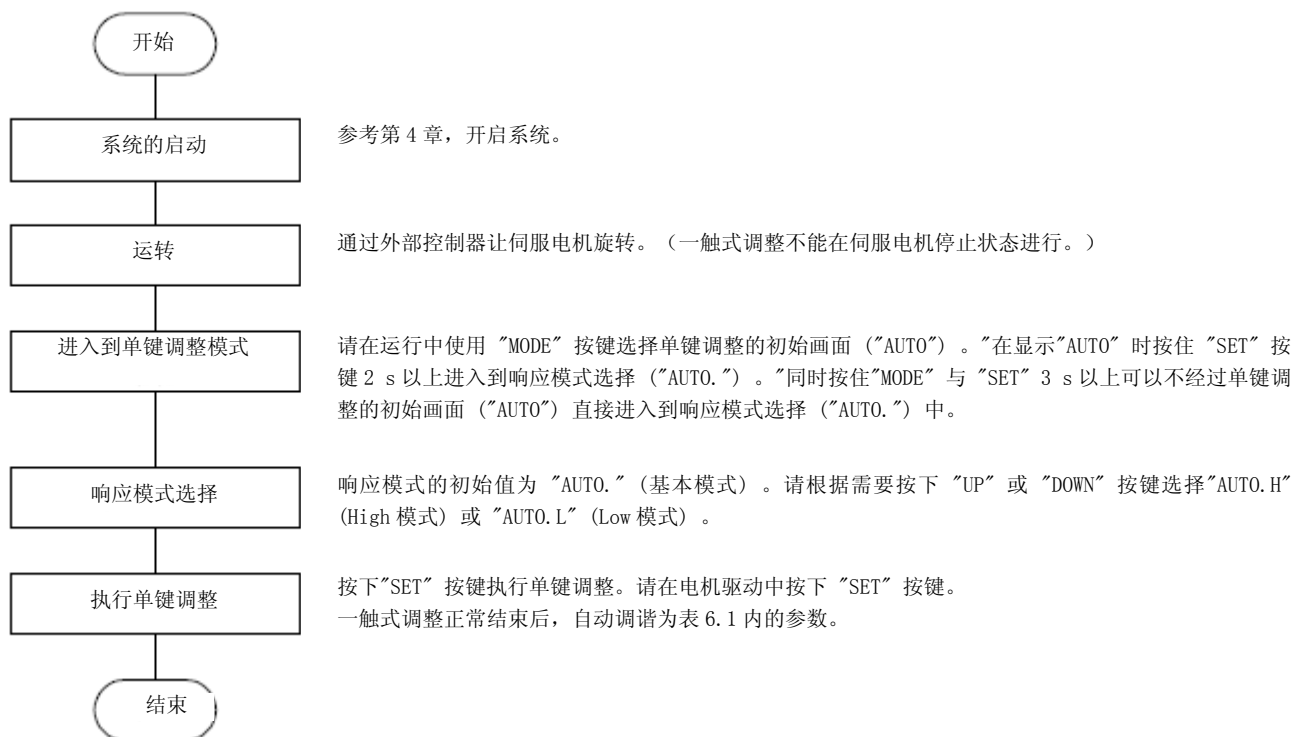 开始
系统的启动
参考第 4 章，开启系统。
运转
通过外部控制器让伺服电机旋转。（一触式调整不能在伺服电机停止状态进行。）
进入到单键调整模式
请在运行中使用 "MODE" 按键选择单键调整的初始画面 ("AUTO") 。"在显示"AUTO" 时按住 "SET" 按
键 2 s 以上进入到响应模式选择 ("AUTO.") 。"同时按住"MODE" 与 "SET" 3 s 以上可以不经过单键调
整的初始画面 ("AUTO") 直接进入到响应模式选择 ("AUTO.") 中。
响应模式选择
响应模式的初始值为 "AUTO." (基本模式) 。请根据需要按下 "UP" 或 "DOWN" 按键选择"AUTO.H"
(High 模式) 或 "AUTO.L" (Low 模式) 。
执行单键调整
按下"SET" 按键执行单键调整。请在电机驱动中按下 "SET" 按键。
一触式调整正常结束后，自动调谐为表 6.1 内的参数。
结束